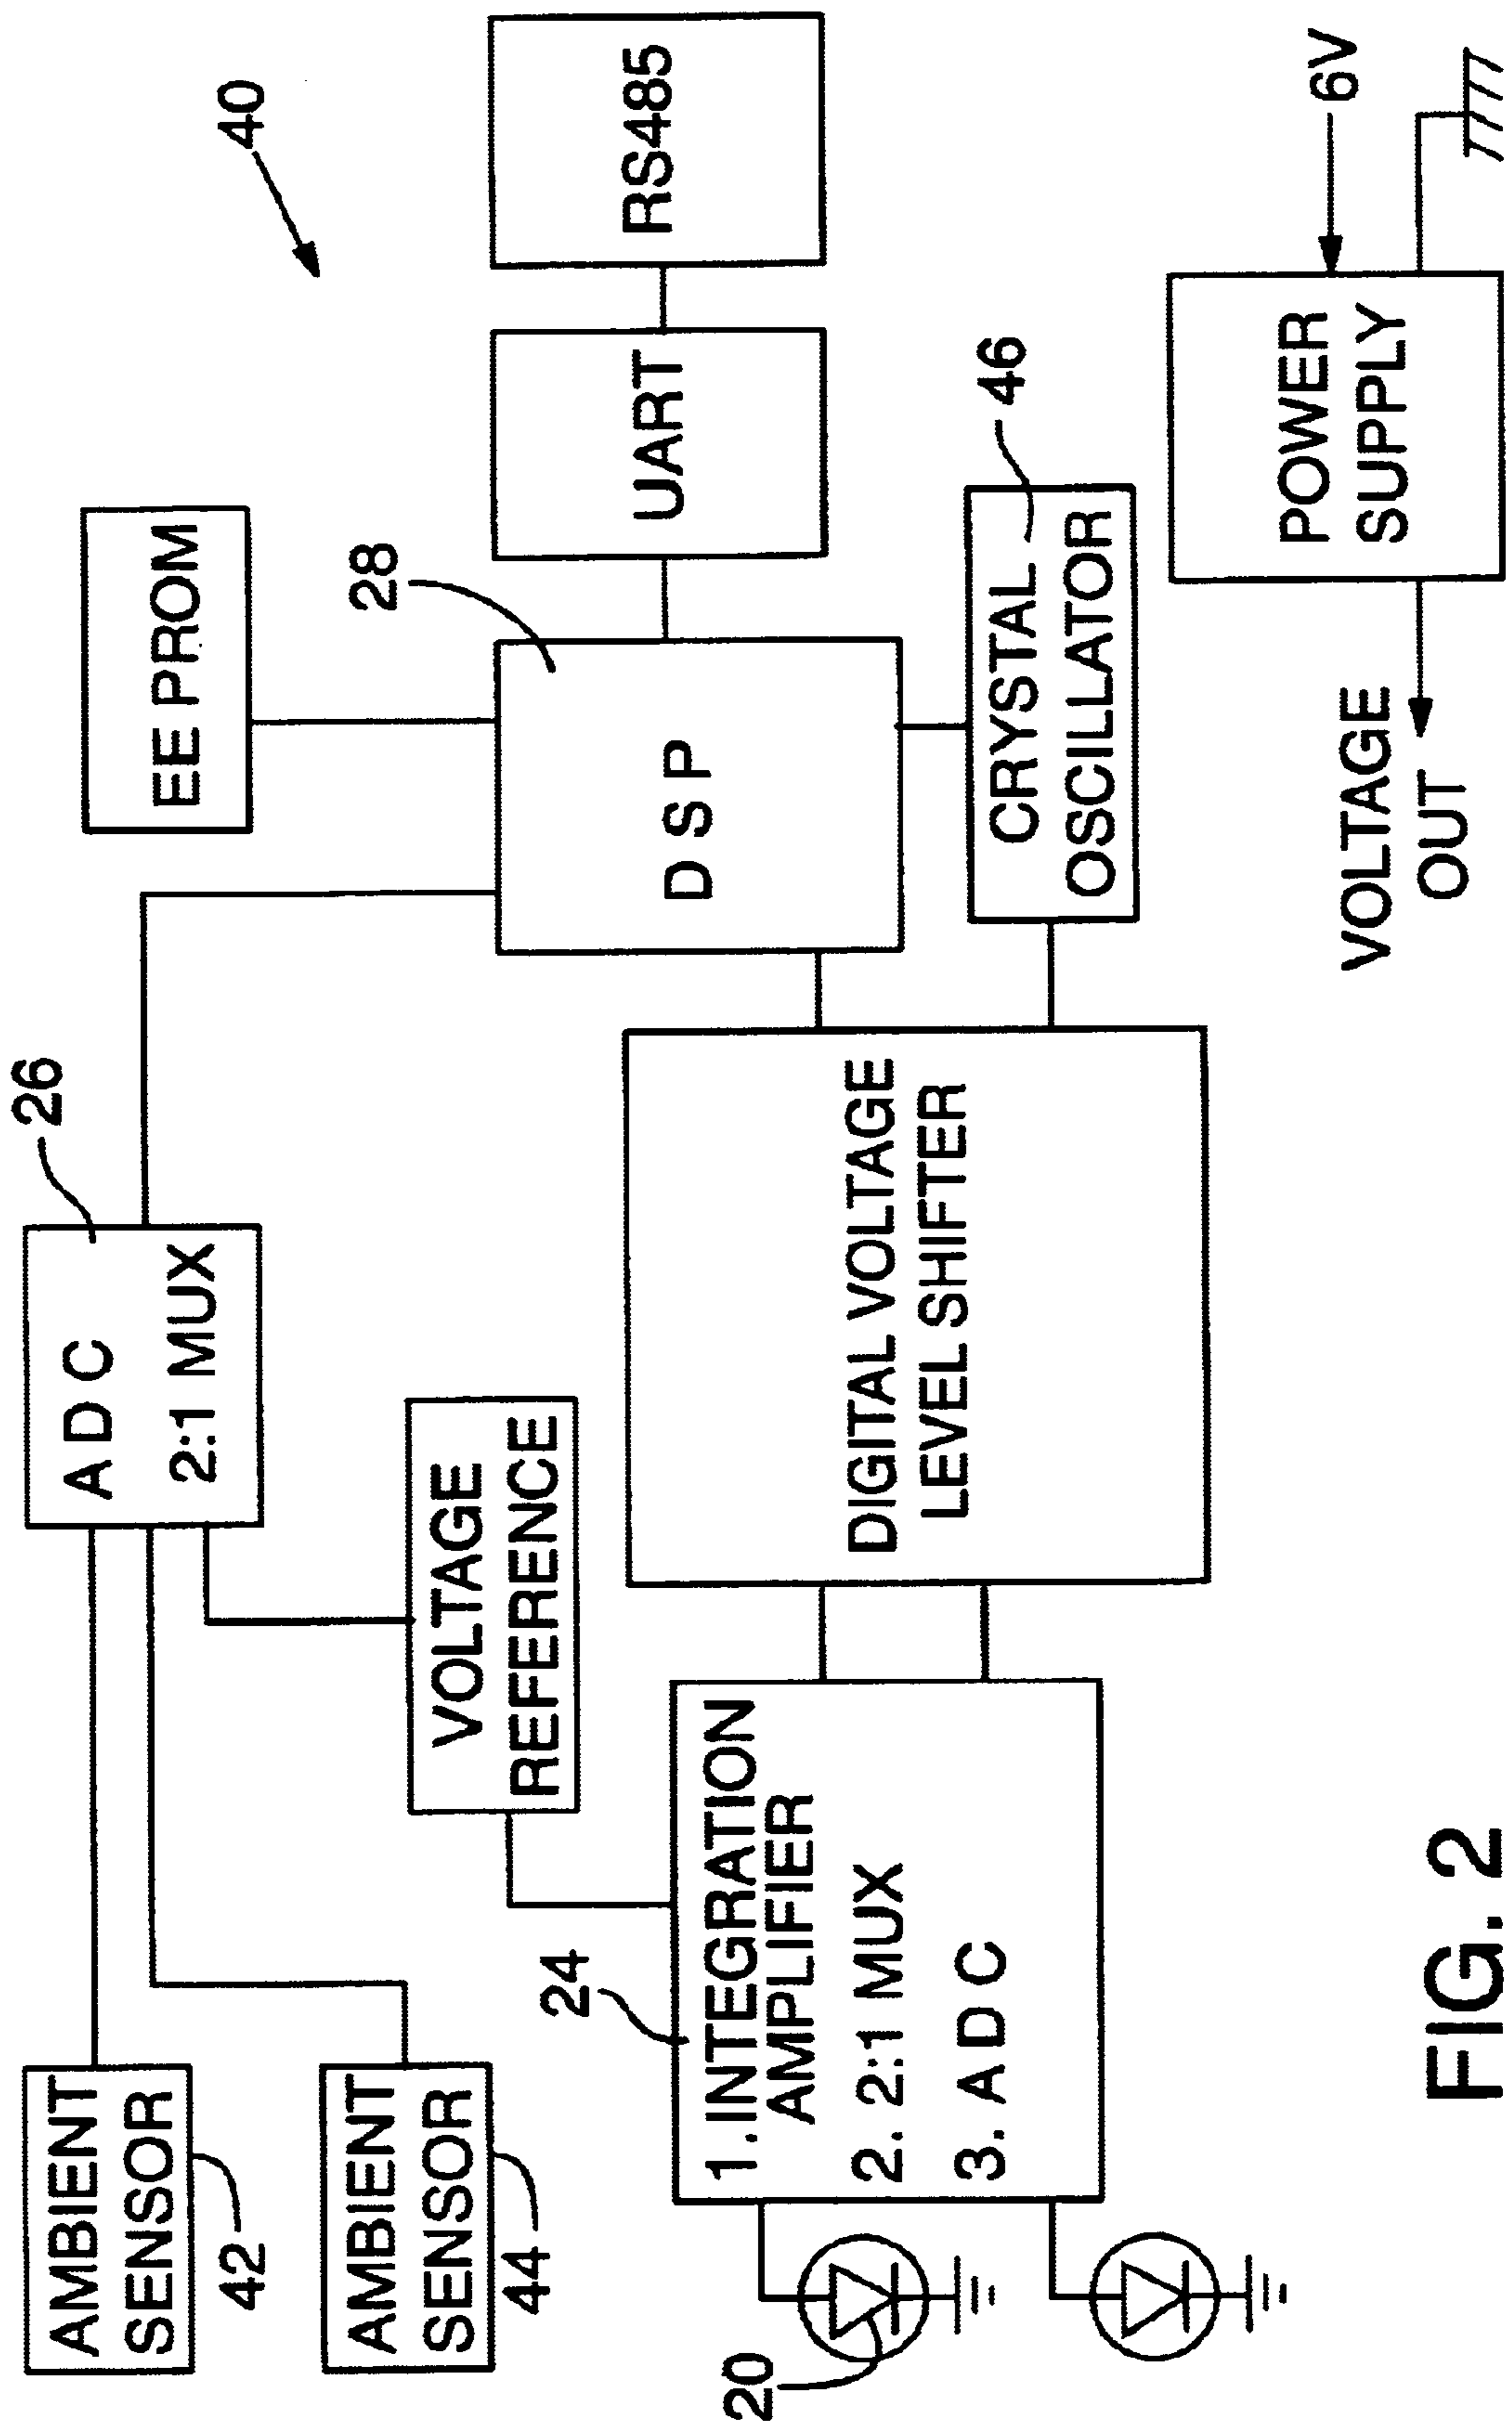 40
26
AMBIENT
SENSOR
42
A D C
2:1 MUX
EE PROM
28
AMBIENT
SENSOR
44
VOLTAGE
REFERENCE
D S P
UART
RS485
24
20
1. INTEGRATION
AMPLIFIER
2. 2:1 MUX
3. A D C
DIGITAL VOLTAGE
LEVEL SHIFTER
CRYSTAL
OSCILLATOR
46
POWER
SUPPLY
6V
VOLTAGE
OUT
FIG. 2